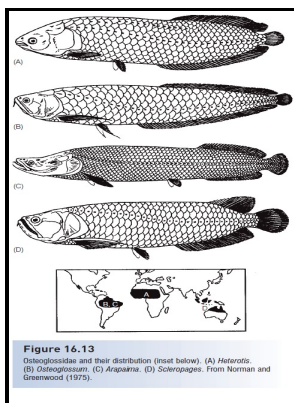 (A)
(B)
(C)
(D)
A
B, C
D
Figure 16.13
Osteoglossidae and their distribution (inset below). (A) Heterotis.
(B) Osteoglossum. (C) Arapaima. (D) Scleropages. From Norman and
Greenwood (1975).